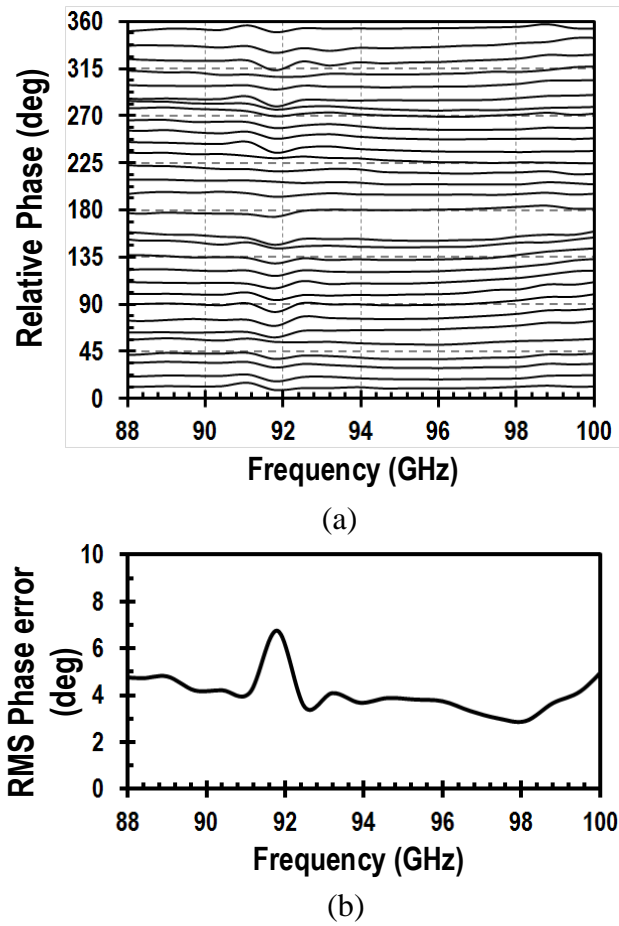 Relative Phase (deg)
360
315
270
225
180
135
90
45
0
88 90 92 94 96 98 100
Frequency (GHz)
(a)
RMS Phase error
(deg)
10
8
6
4
2
0
88 90 92 94 96 98 100
Frequency (GHz)
(b)